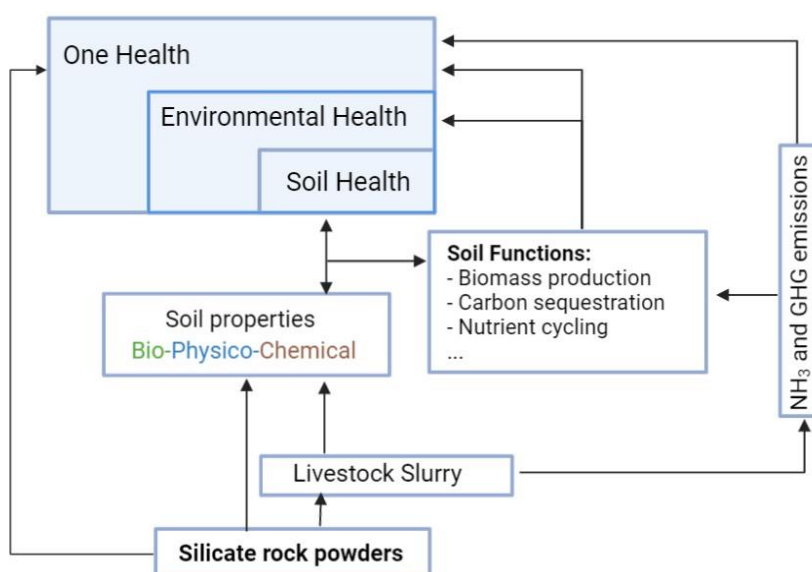 One Health
Environmental Health
Soil Health
Soil Functions:
- Biomass production
- Carbon sequestration
- Nutrient cycling
...
NH₃ and GHG emissions
Soil properties
Bio-Physico-Chemical
Livestock Slurry
Silicate rock powders